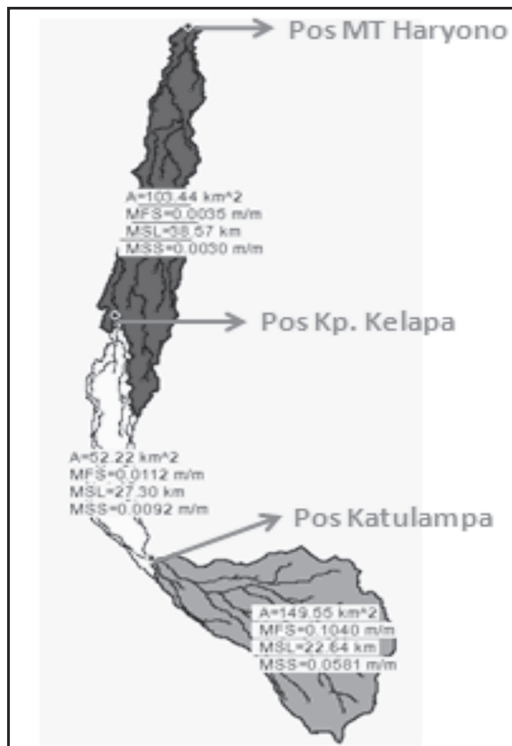 Pos MT Haryono
A=103.44 km^2
MFS=0.0035 m/m
MSL=38.57 km
MSS=0.0030 m/m
Pos Kp. Kelapa
A=52.22 km^2
MFS=0.0112 m/m
MSL=27.30 km
MSS=0.0092 m/m
Pos Katulampa
A=149.55 km^2
MFS=0.1040 m/m
MSL=22.64 km
MSS=0.0581 m/m